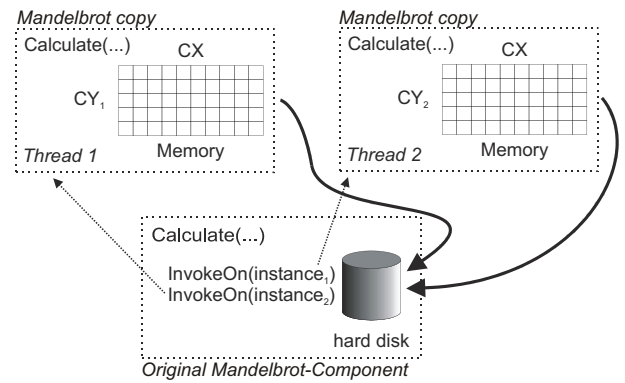 Mandelbrot copy
Calculate(...)
CX
CY₁
Thread 1
Memory
Mandelbrot copy
Calculate(...)
CX
CY₂
Thread 2
Memory
Calculate(...)
InvokeOn(instance₁)
InvokeOn(instance₂)
hard disk
Original Mandelbrot-Component